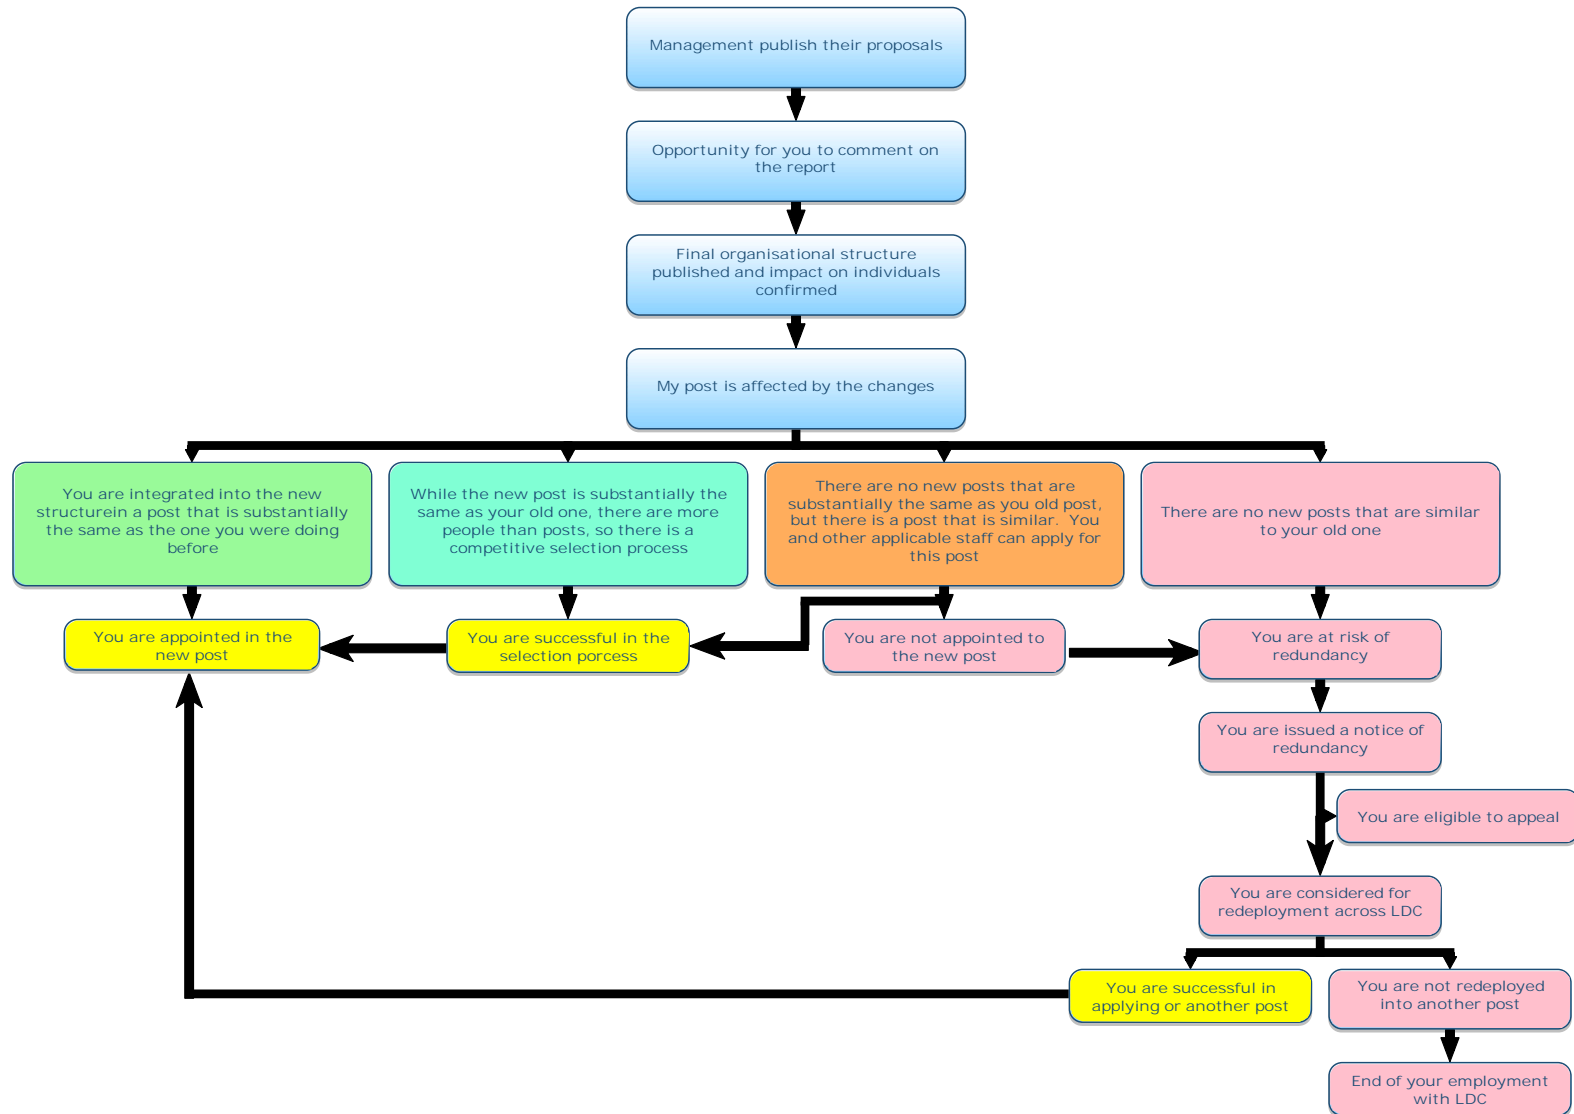 Management publish their proposals
Opportunity for you to comment on
the report
Final organisational structure
published and impact on individuals
confirmed
My post is affected by the changes
You are integrated into the new
structurein a post that is substantially
the same as the one you were doing
before
While the new post is substantially the
same as your old one, there are more
people than posts, so there is a
competitive selection process
There are no new posts that are
substantially the same as you old post,
but there is a post that is similar.  You
and other applicable staff can apply for
this post
There are no new posts that are similar
to your old one
You are appointed in the
new post
You are successful in the
selection porcess
You are not appointed to
the new post
You are at risk of
redundancy
You are issued a notice of
redundancy
You are eligible to appeal
You are considered for
redeployment across LDC
You are successful in
applying or another post
You are not redeployed
into another post
End of your employment
with LDC